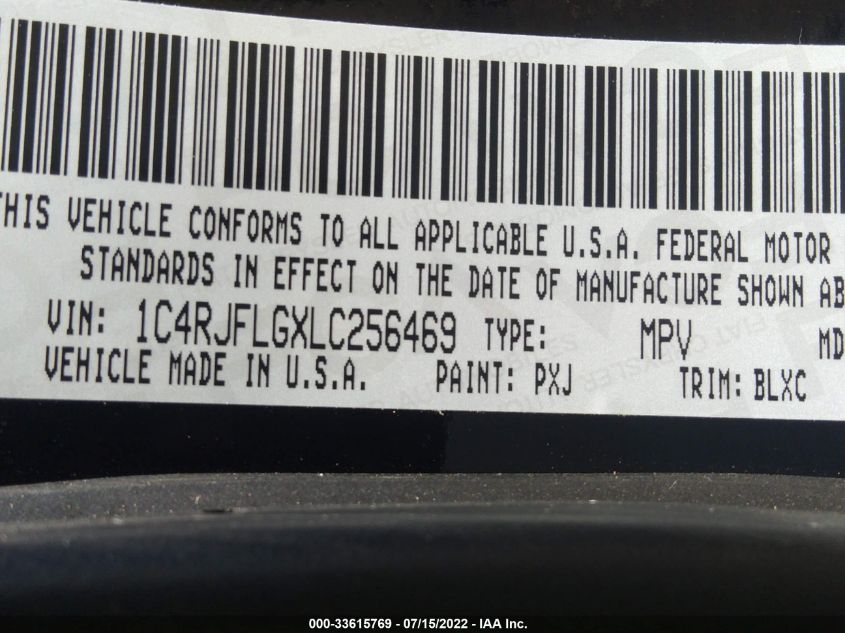 THIS VEHICLE CONFORMS TO ALL APPLICABLE U.S.A. FEDERAL MOTOR
STANDARDS IN EFFECT ON THE DATE OF MANUFACTURE SHOWN AB
VIN: 1C4RJFLGXLC256469 TYPE: MPV MD
VEHICLE MADE IN U.S.A. PAINT: PXJ TRIM: BLXC
000-33615769 - 07/15/2022 - IAA Inc.